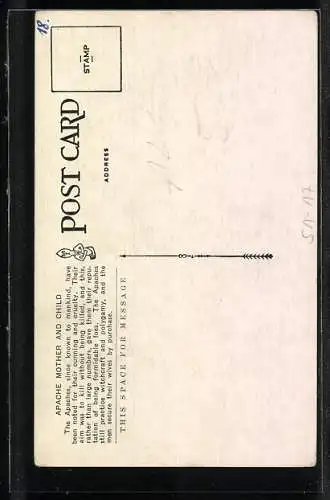 18.
STAMP
POST CARD
ADDRESS
APACHE MOTHER AND CHILD
The Apaches, since known to mankind, have
been noted for their cunning and cruelty. Their
aim was to kill without being killed, and this,
rather than large numbers, gave them their repu-
tation of being formidable foes. The Apaches
still practice witchcraft and polygamy, and the
men secure their wives by purchase.
THIS SPACE FOR MESSAGE